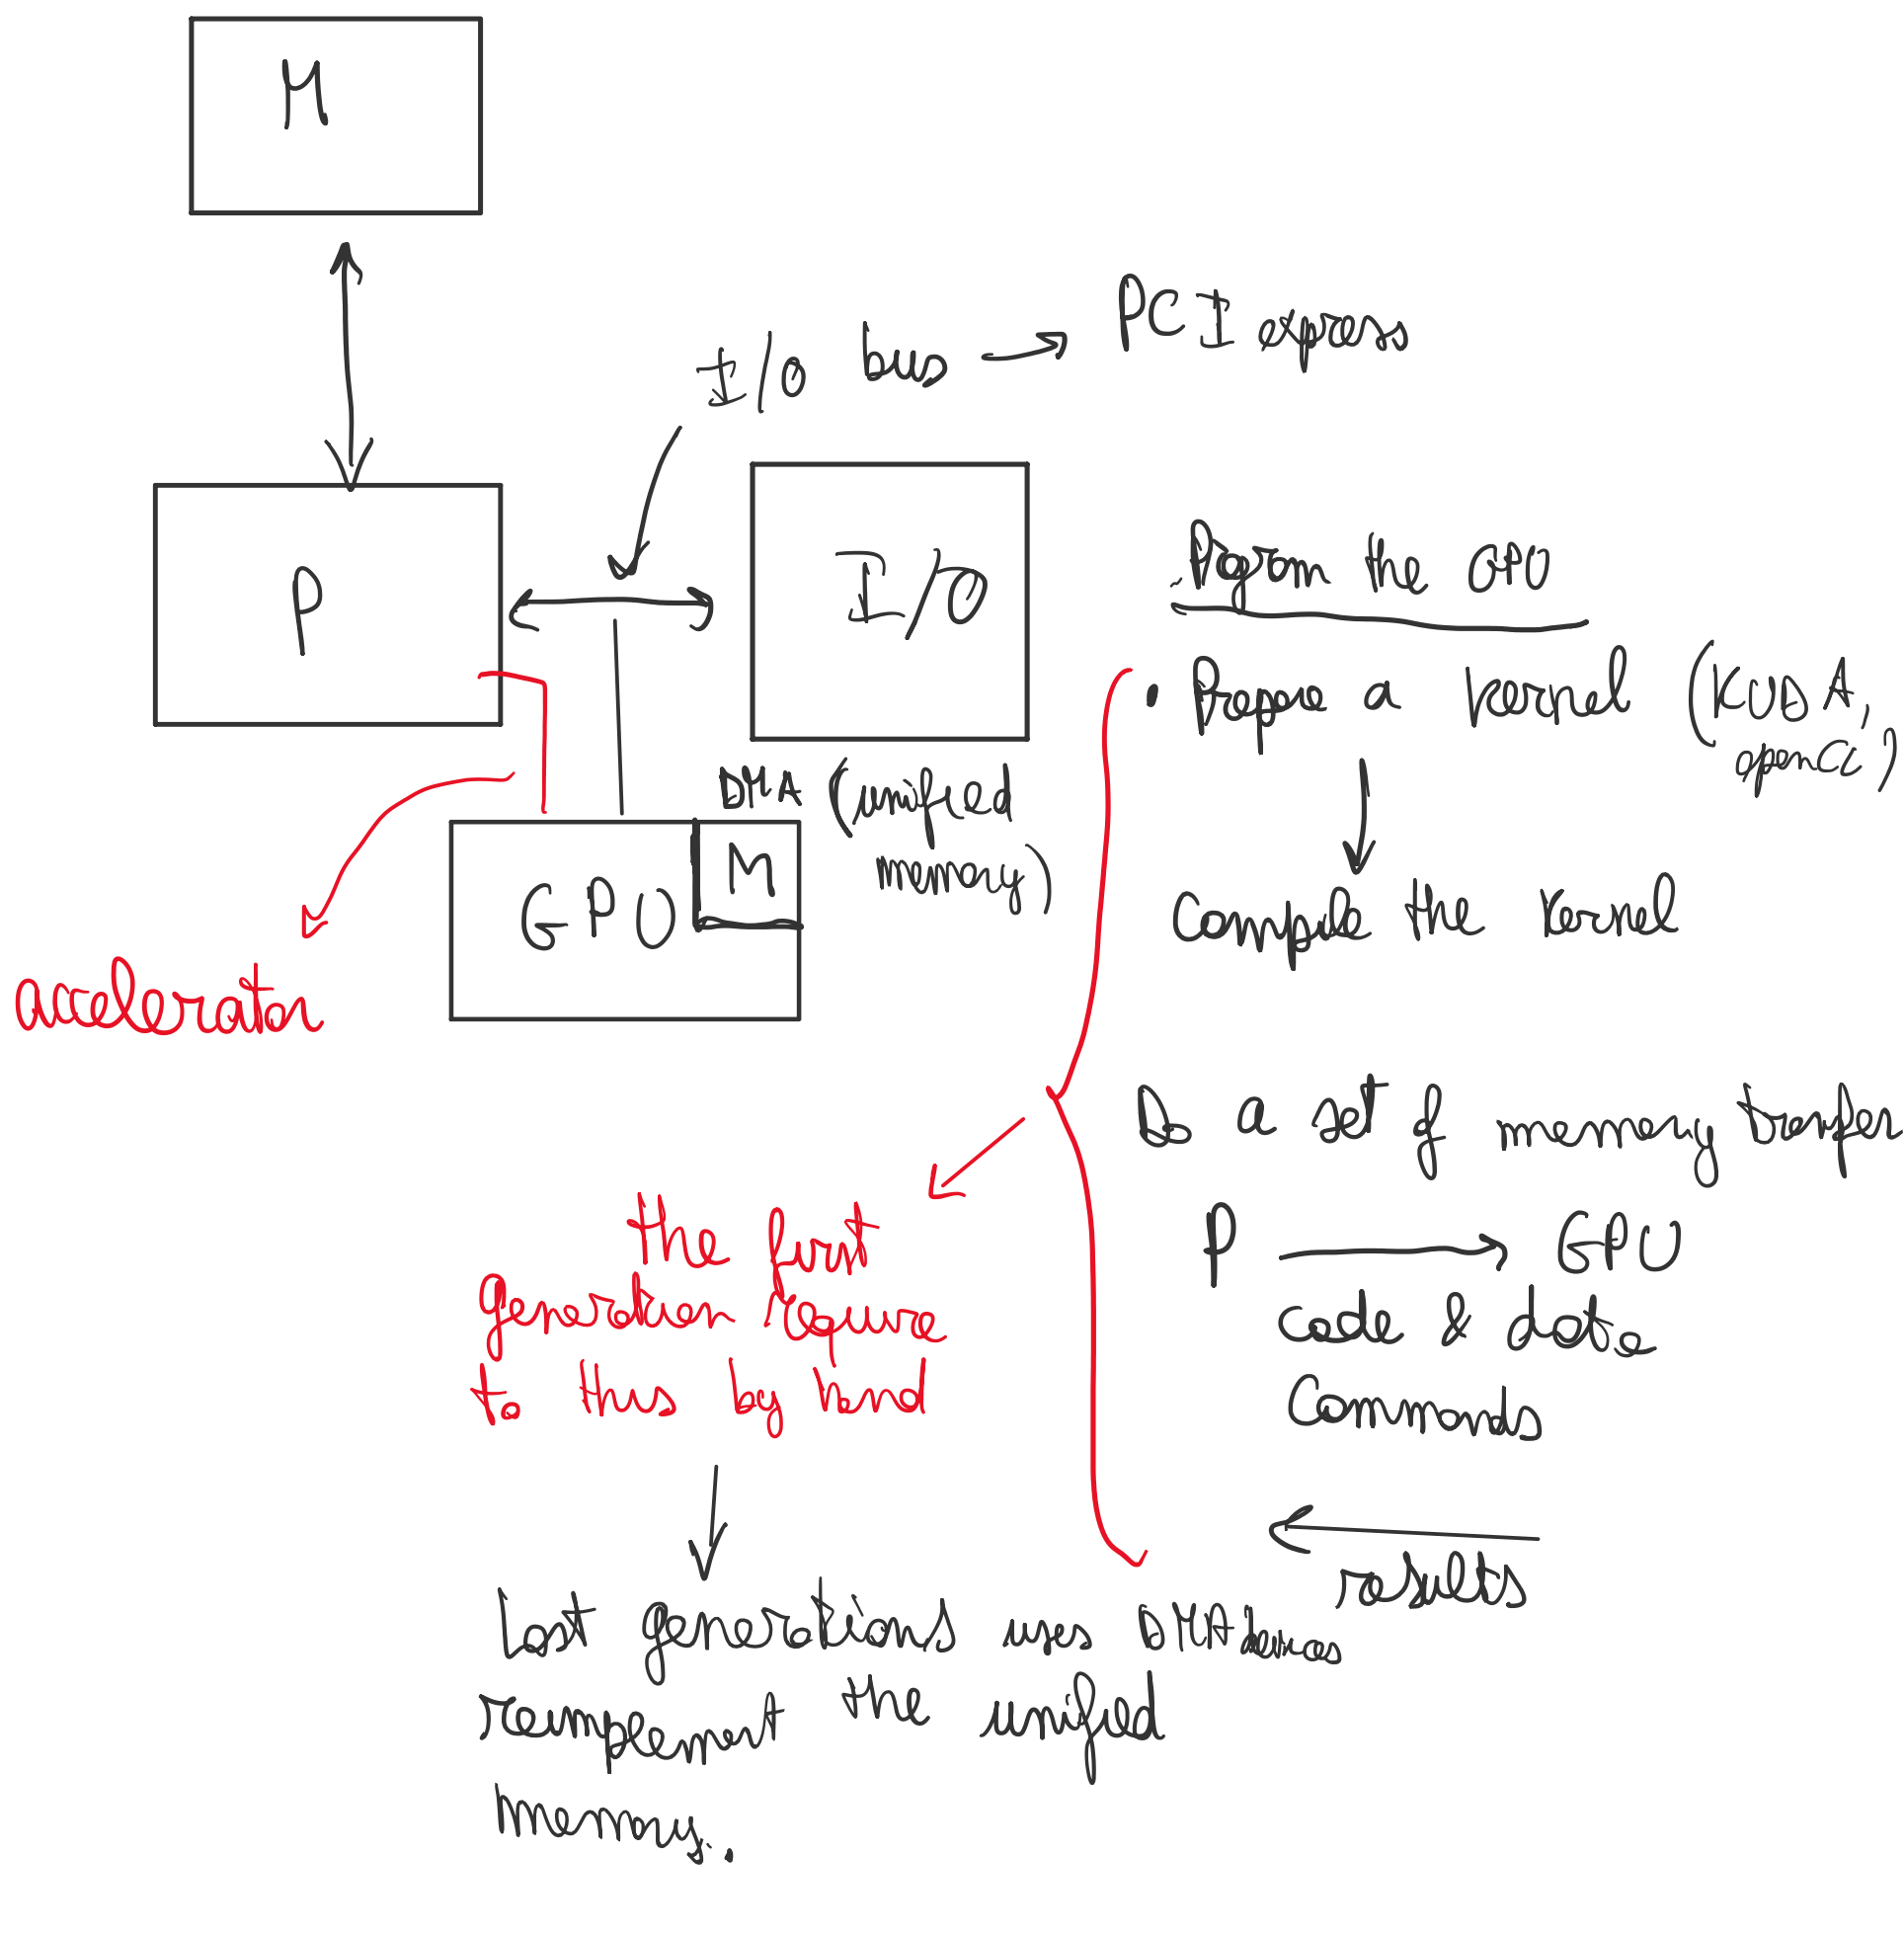 M
I/O bus → PCI express
P
I/O
DMA (unified
memory)
GPU
M
accelerator
Program the GPU
• Prepare a kernel (KUDA,
openCL)
Compile the kernel
Do a set of memory transfer
P → GPU
code & data
Commands
results
the first
generation require
to this by hand
last generations uses DMA devices
reimplement the unified
memory.